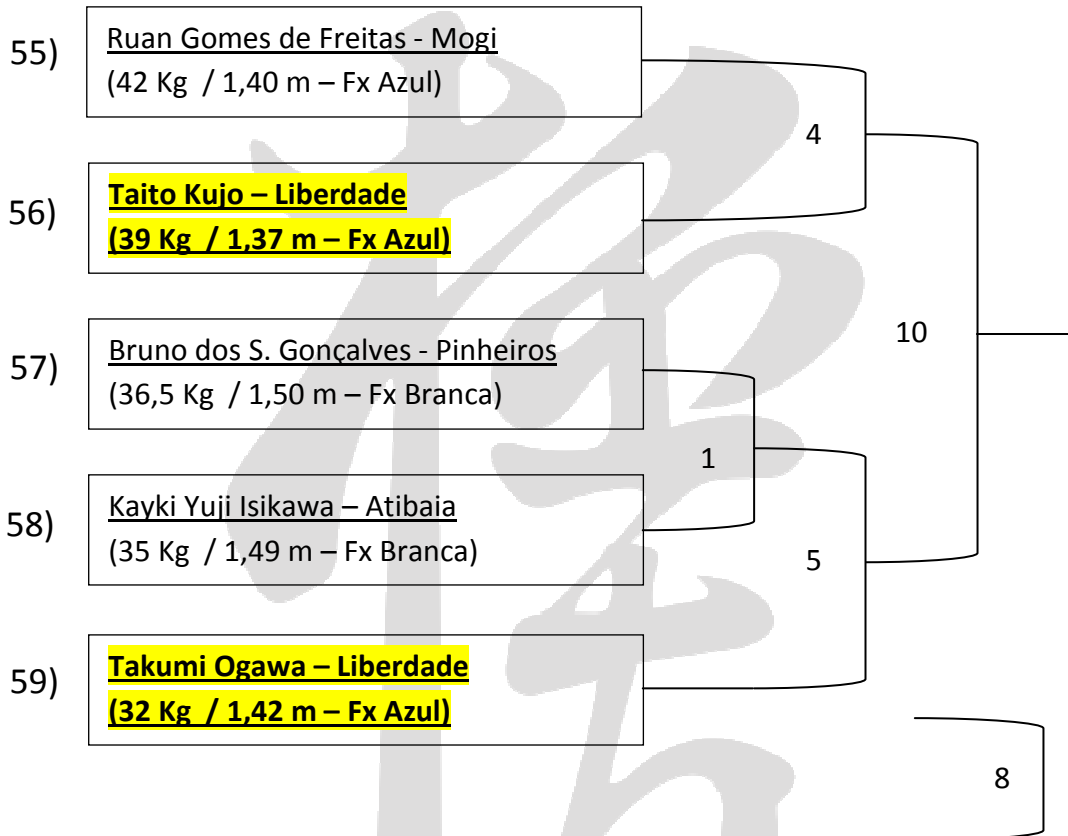 55)
Ruan Gomes de Freitas - Mogi
(42 Kg / 1,40 m – Fx Azul)
4
56)
Taito Kujo – Liberdade
(39 Kg / 1,37 m – Fx Azul)
10
57)
Bruno dos S. Gonçalves - Pinheiros
(36,5 Kg / 1,50 m – Fx Branca)
1
58)
Kayki Yuji Isikawa – Atibaia
(35 Kg / 1,49 m – Fx Branca)
5
59)
Takumi Ogawa – Liberdade
(32 Kg / 1,42 m – Fx Azul)
8